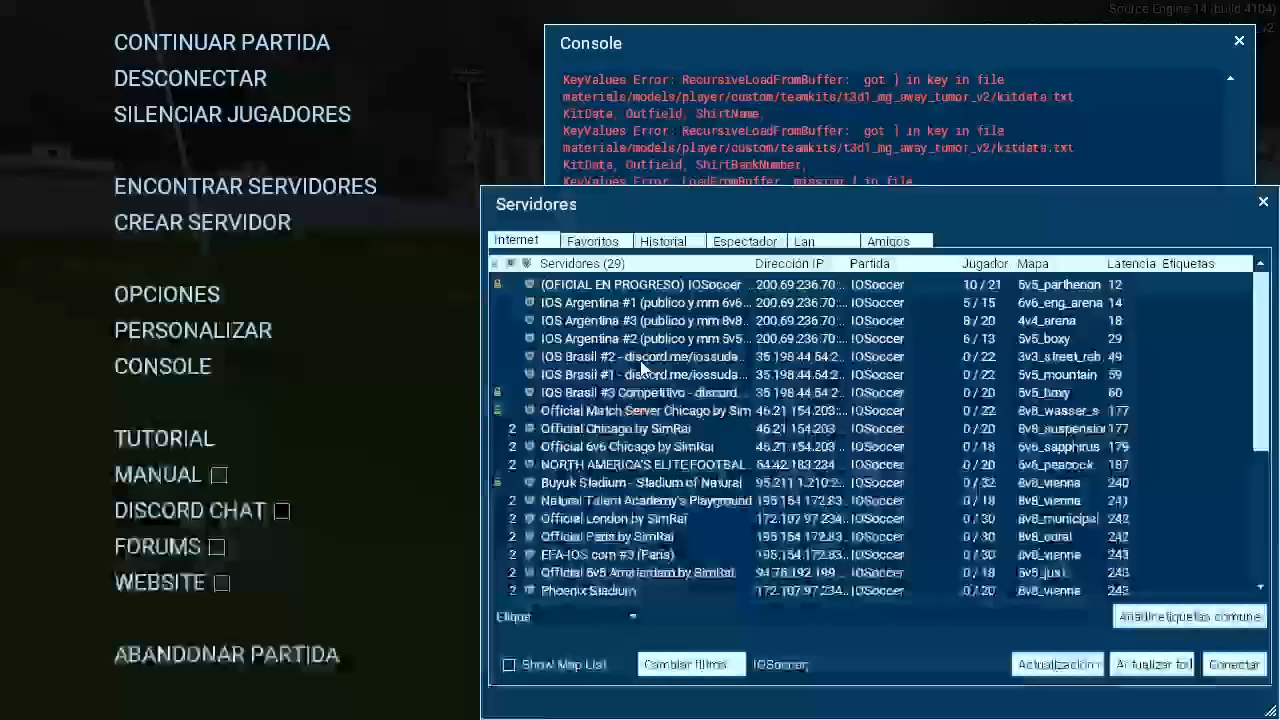 Source Engine 14 (build 4104)
CONTINUAR PARTIDA
DESCONECTAR
SILENCIAR JUGADORES
ENCONTRAR SERVIDORES
CREAR SERVIDOR
OPCIONES
PERSONALIZAR
CONSOLE
TUTORIAL
MANUAL
DISCORD CHAT
FORUMS
WEBSITE
ABANDONAR PARTIDA
Console
KeyValues Error: RecursiveLoadFromBuffer: got } in key in file
materials/models/player/custom/teamkits/t3d1_mg_away_tumor_v2/kitdata.txt
KitData, Outfield, ShirtName,
KeyValues Error: RecursiveLoadFromBuffer: got } in key in file
materials/models/player/custom/teamkits/t3d1_mg_away_tumor_v2/kitdata.txt
KitData, Outfield, ShirtBackNumber,
KeyValues Error: LoadFromBuffer: missing { in file
Servidores
Internet Favoritos Historial Espectador Lan Amigos
Servidores (29) Dirección IP Partida Jugador Mapa Latencia Etiquetas
(OFICIAL EN PROGRESO) IOSoccer ... 200.69.236.70:... IOSoccer 10 / 21 5v5_parthenon 12
IOS Argentina #1 (publico y mm 6v6... 200.69.236.70:... IOSoccer 5 / 15 6v6_eng_arena 14
IOS Argentina #3 (publico y mm 8v8... 200.69.236.70:... IOSoccer 8 / 20 4v4_arena 18
IOS Argentina #2 (publico y mm 5v5... 200.69.236.70:... IOSoccer 6 / 13 5v5_boxy 29
IOS Brasil #2 - discord.me/iossuda... 35.198.44.54:2... IOSoccer 0 / 22 3v3_street_rab 49
IOS Brasil #1 - discord.me/iossuda... 35.198.44.54:2... IOSoccer 0 / 22 5v5_mountain 59
IOS Brasil #3 Competitivo - discord... 35.198.44.54:2... IOSoccer 0 / 20 5v5_boxy 60
Official Match Server Chicago by Sim 46.21.154.203:... IOSoccer 0 / 22 8v8_wasser_s 177
2 Official Chicago by SimRai 46.21.154.203... IOSoccer 0 / 20 8v8_suspension 177
2 Official 6v6 Chicago by SimRai 46.21.154.203... IOSoccer 0 / 18 6v6_sapphirus 179
2 NORTH AMERICA'S ELITE FOOTBAL... 64.42.183.234... IOSoccer 0 / 20 6v6_peacock 187
Buyuk Stadium - Stadium of Natural 95.211.1.210:2... IOSoccer 0 / 32 8v8_vienna 240
2 Natural Talent Academy's Playground 195.154.172.83... IOSoccer 0 / 18 8v8_vienna 241
2 Official London by SimRai 172.107.97.234... IOSoccer 0 / 30 8v8_municipal 242
2 Official Paris by SimRai 195.154.172.83... IOSoccer 0 / 30 8v8_coral 242
2 EFA-IOS.com #3 (Paris) 195.154.172.83... IOSoccer 0 / 30 8v8_vienna 243
2 Official 5v5 Amsterdam by SimRai 94.75.192.199... IOSoccer 0 / 18 5v5_just
2 Phoenix Stadium 172.107.97.234... IOSoccer 0 / 20 8v8_vienna
Añadir etiquetas comune
Show Map List Cambiar filtros IOSoccer; Conectar